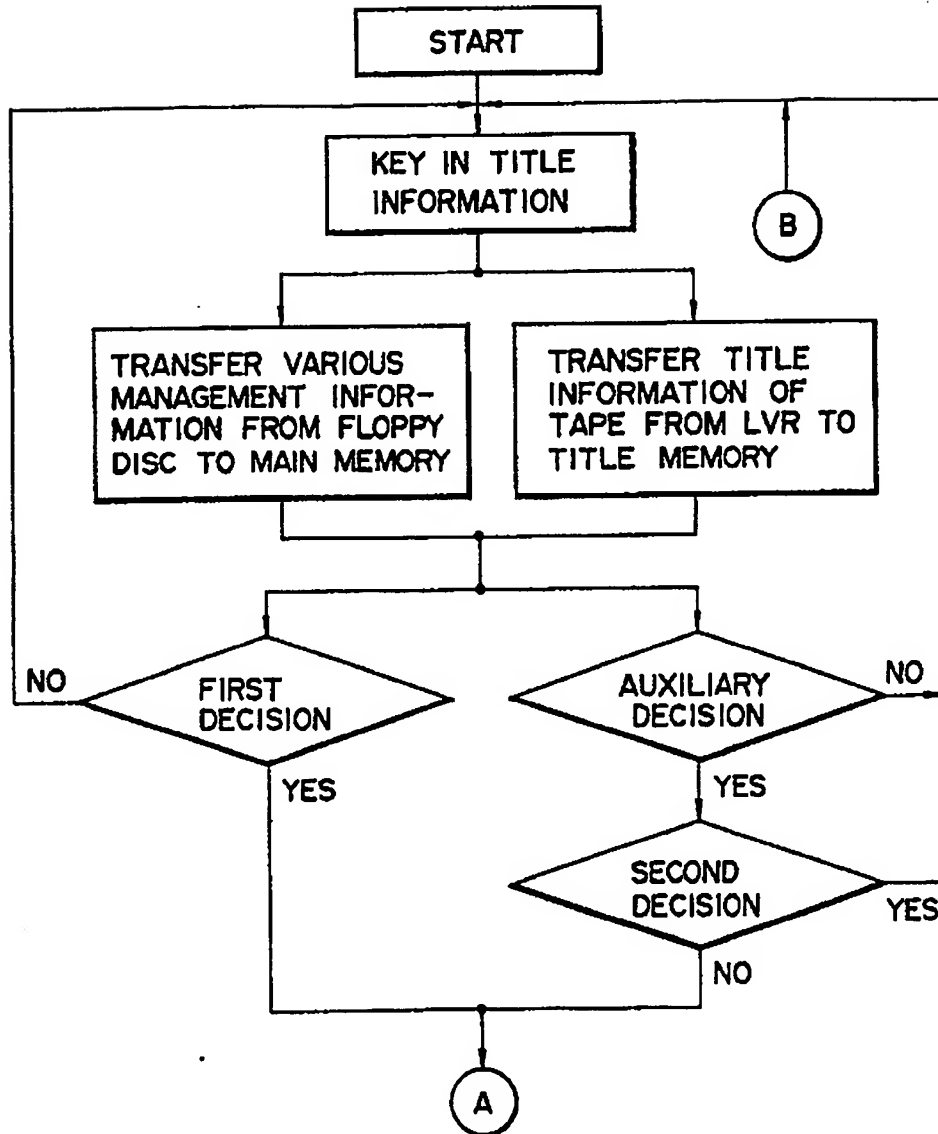 START
KEY IN TITLE
INFORMATION
B
TRANSFER VARIOUS
MANAGEMENT INFOR-
MATION FROM FLOPPY
DISC TO MAIN MEMORY
TRANSFER TITLE
INFORMATION OF
TAPE FROM LVR TO
TITLE MEMORY
NO
FIRST
DECISION
YES
AUXILIARY
DECISION
NO
YES
SECOND
DECISION
YES
NO
A